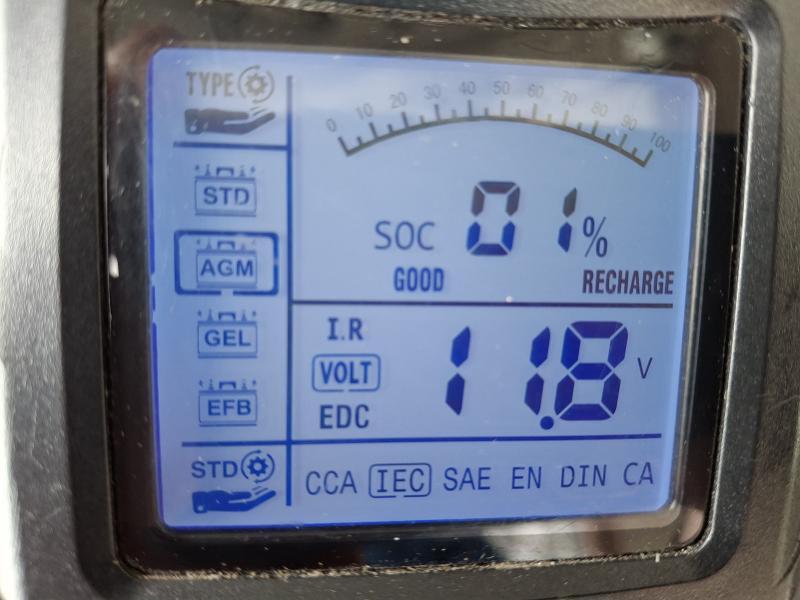 TYPE
0 10 20 30 40 50 60 70 80 90 100
STD
SOC 01%
AGM
GOOD RECHARGE
GEL
I.R
VOLT 11.8 V
EFB
EDC
STD
CCA IEC SAE EN DIN CA